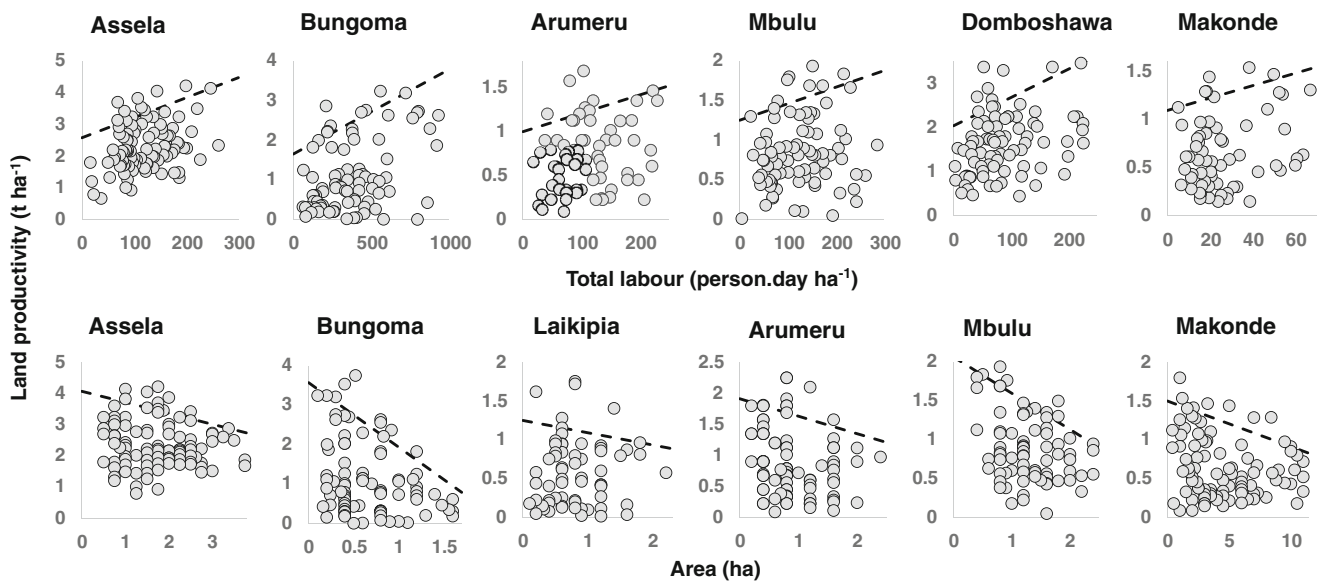 Assela Bungoma Arumeru Mbulu Domboshawa Makonde
5 4 3 2 1 0
4 3 2 1 0
1.5 1 0.5 0
2 1.5 1 0.5 0
3 2 1 0
1.5 1 0.5 0
0 100 200 300 0 500 1000 0 100 200 0 100 200 300 0 100 200 0 20 40 60
Total labour (person.day ha⁻¹)
Land productivity (t ha⁻¹)
Assela Bungoma Laikipia Arumeru Mbulu Makonde
5 4 3 2 1 0
4 3 2 1 0
2 1.5 1 0.5 0
2.5 2 1.5 1 0.5 0
2 1.5 1 0.5 0
2 1.5 1 0.5 0
0 1 2 3 0 0.5 1 1.5 0 1 2 0 1 2 0 1 2 0 5 10
Area (ha)